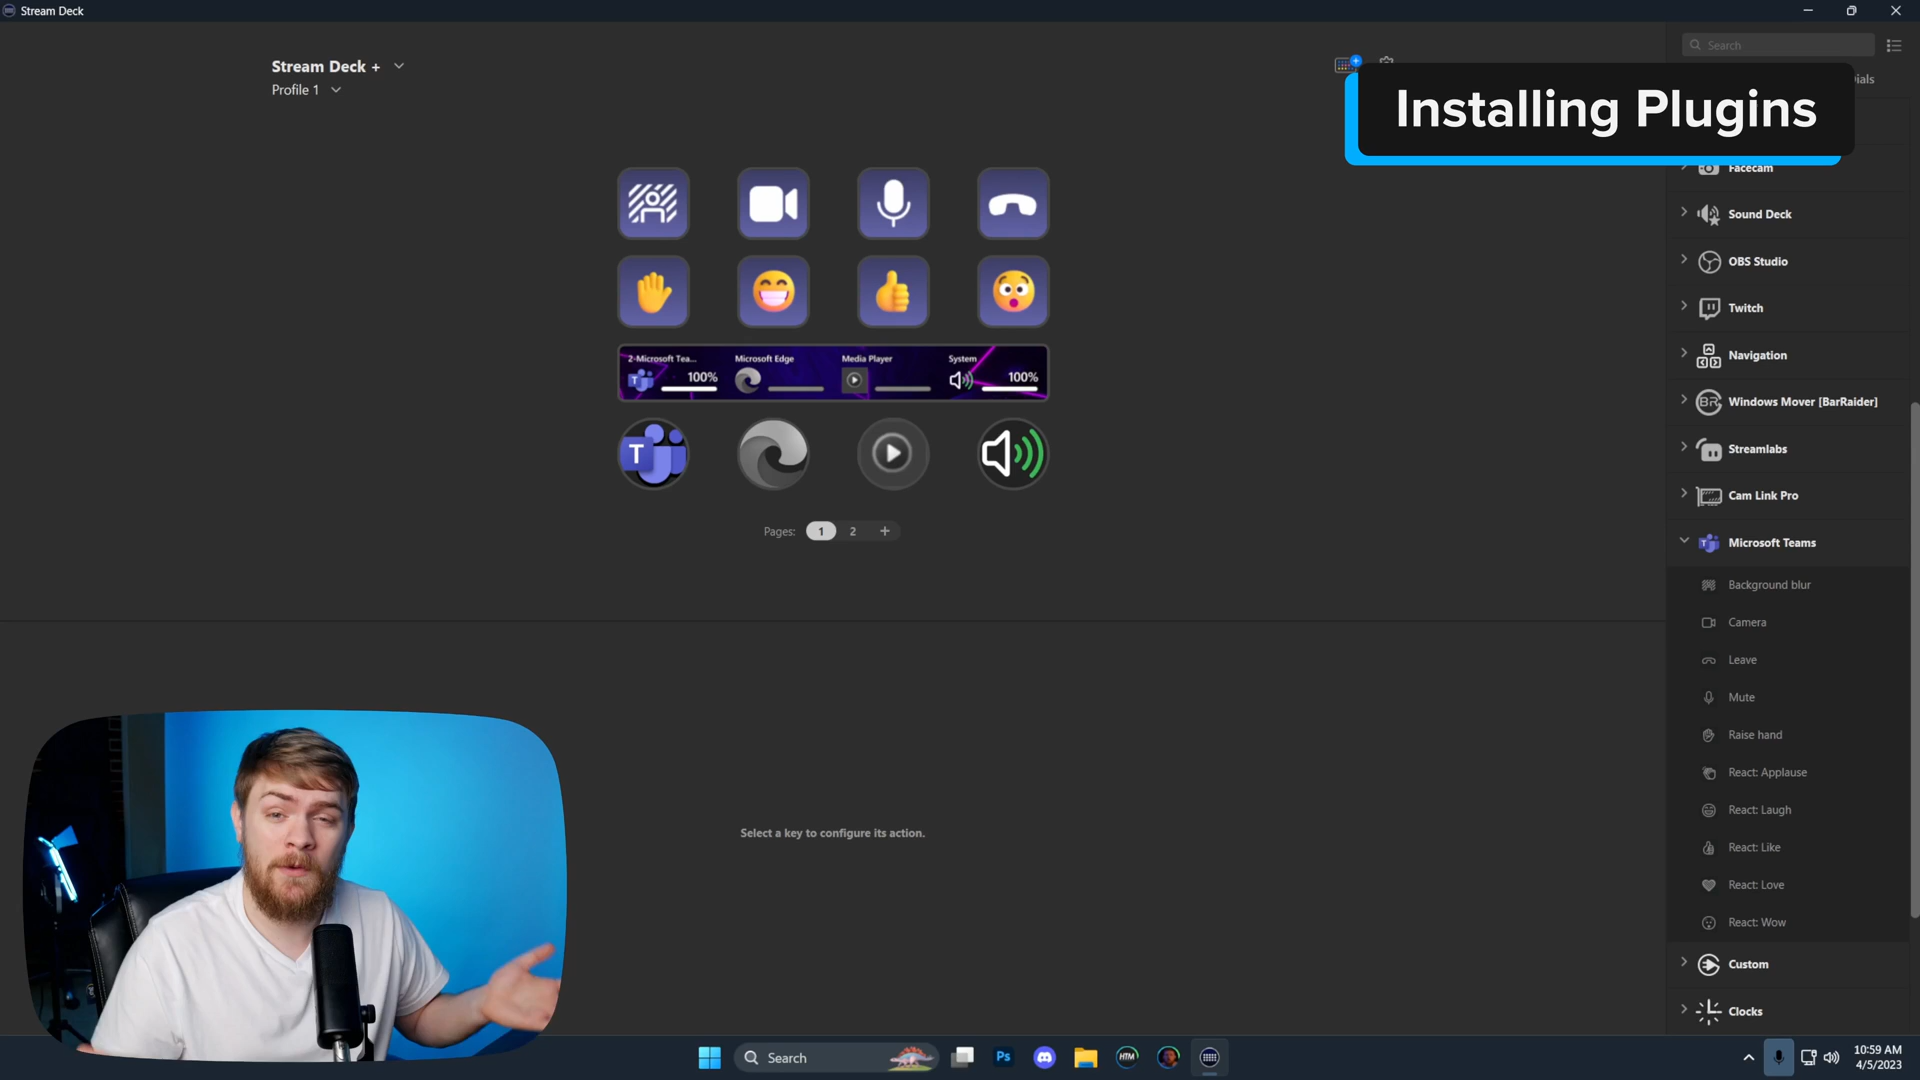 Stream Deck
Search
Stream Deck +
Profile 1
ials
Installing Plugins
Facecam
Sound Deck
OBS Studio
Twitch
2-Microsoft Tea...
Microsoft Edge
Media Player
System
100%
100%
Navigation
BR
Windows Mover [BarRaider]
T
Streamlabs
Cam Link Pro
Pages:
1
2
+
T
Microsoft Teams
Background blur
Camera
Leave
Mute
Raise hand
React: Applause
React: Laugh
React: Like
React: Love
React: Wow
Select a key to configure its action.
Custom
Clocks
Search
Ps
HTM
10:59 AM
4/5/2023